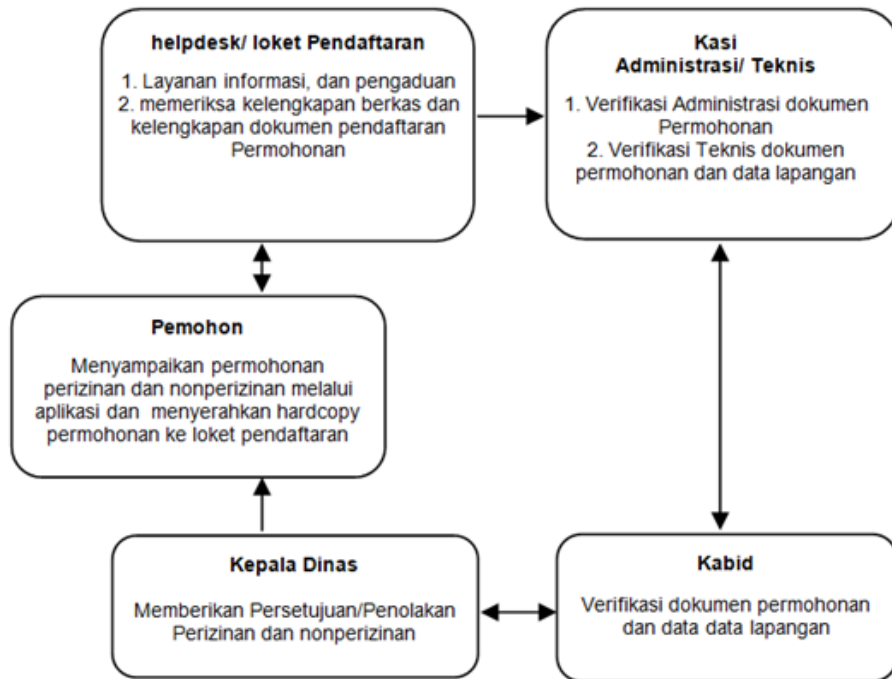 helpdesk/ loket Pendaftaran
1. Layanan informasi, dan pengaduan
2. memeriksa kelengkapan berkas dan
kelengkapan dokumen pendaftaran
Permohonan
Kasi
Administrasi/ Teknis
1. Verifikasi Administrasi dokumen
Permohonan
2. Verifikasi Teknis dokumen
permohonan dan data lapangan
Pemohon
Menyampaikan permohonan
perizinan dan nonperizinan melalui
aplikasi dan menyerahkan hardcopy
permohonan ke loket pendaftaran
Kepala Dinas
Memberikan Persetujuan/Penolakan
Perizinan dan nonperizinan
Kabid
Verifikasi dokumen permohonan
dan data data lapangan